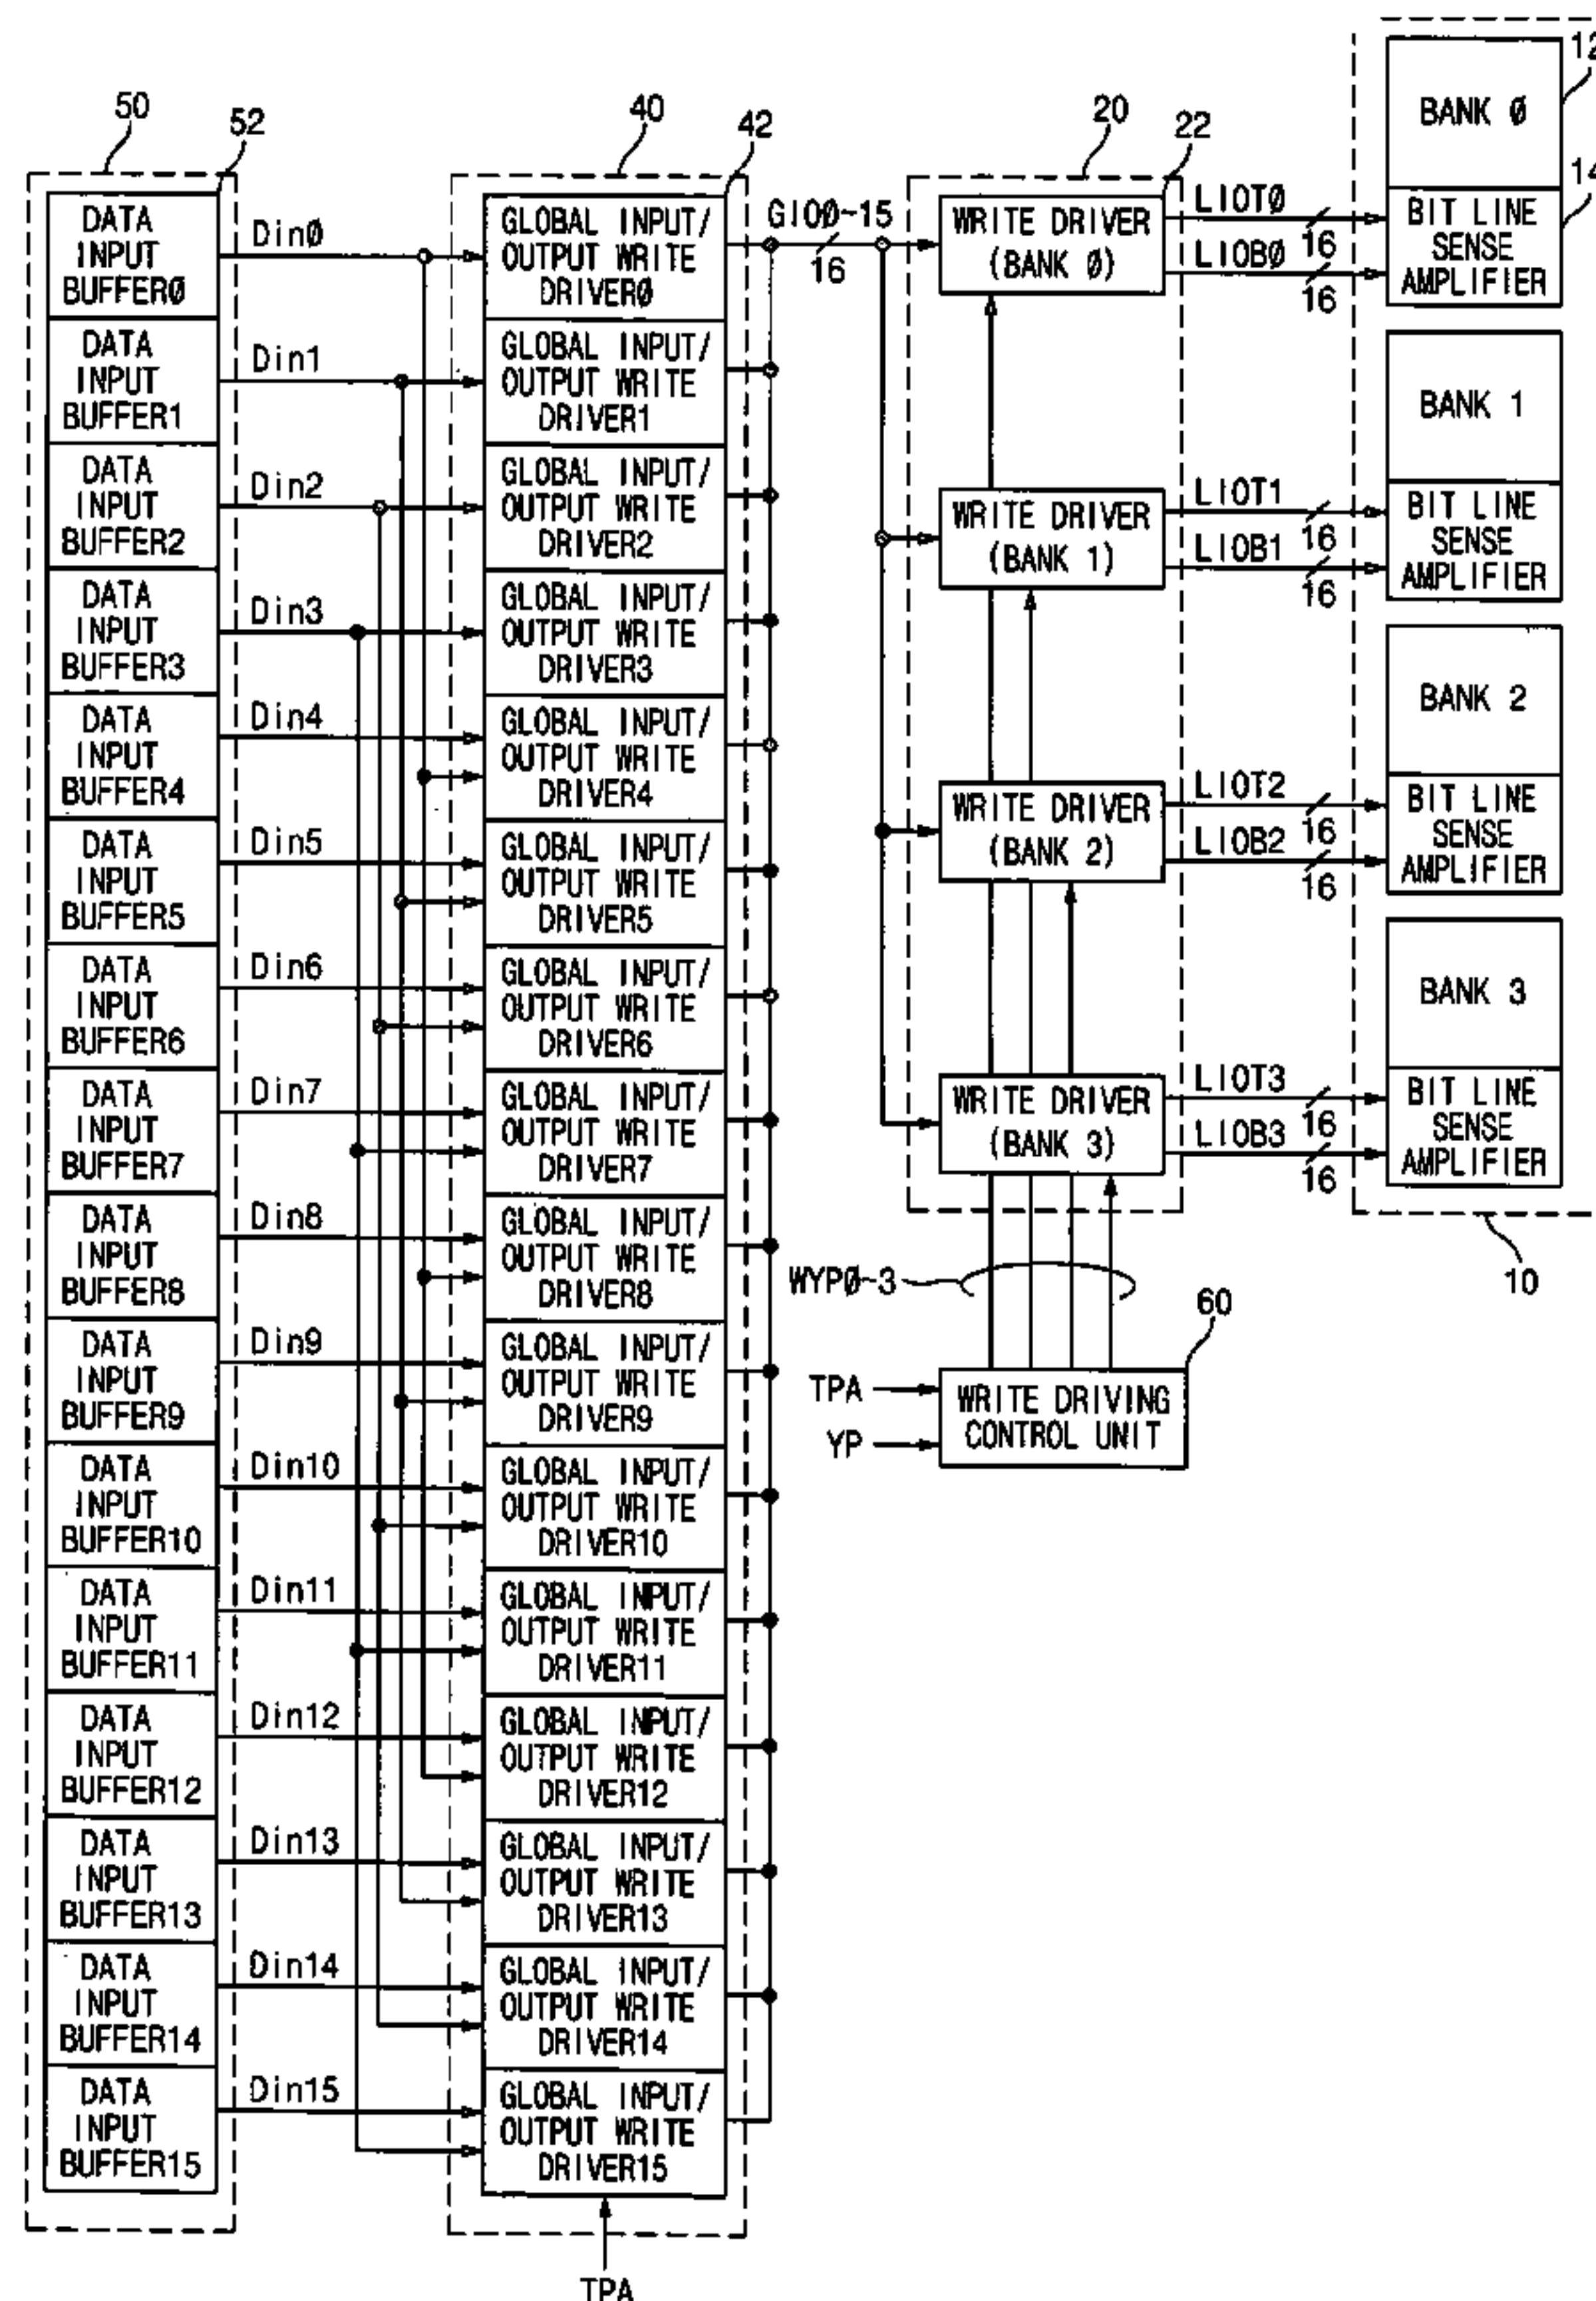 50
52
40
42
20
22
12
14
DATA
INPUT
BUFFER0
DATA
INPUT
BUFFER1
DATA
INPUT
BUFFER2
DATA
INPUT
BUFFER3
DATA
INPUT
BUFFER4
DATA
INPUT
BUFFER5
DATA
INPUT
BUFFER6
DATA
INPUT
BUFFER7
DATA
INPUT
BUFFER8
DATA
INPUT
BUFFER9
DATA
INPUT
BUFFER10
DATA
INPUT
BUFFER11
DATA
INPUT
BUFFER12
DATA
INPUT
BUFFER13
DATA
INPUT
BUFFER14
DATA
INPUT
BUFFER15
Din0
Din1
Din2
Din3
Din4
Din5
Din6
Din7
Din8
Din9
Din10
Din11
Din12
Din13
Din14
Din15
GLOBAL INPUT/
OUTPUT WRITE
DRIVER0
GLOBAL INPUT/
OUTPUT WRITE
DRIVER1
GLOBAL INPUT/
OUTPUT WRITE
DRIVER2
GLOBAL INPUT/
OUTPUT WRITE
DRIVER3
GLOBAL INPUT/
OUTPUT WRITE
DRIVER4
GLOBAL INPUT/
OUTPUT WRITE
DRIVER5
GLOBAL INPUT/
OUTPUT WRITE
DRIVER6
GLOBAL INPUT/
OUTPUT WRITE
DRIVER7
GLOBAL INPUT/
OUTPUT WRITE
DRIVER8
GLOBAL INPUT/
OUTPUT WRITE
DRIVER9
GLOBAL INPUT/
OUTPUT WRITE
DRIVER10
GLOBAL INPUT/
OUTPUT WRITE
DRIVER11
GLOBAL INPUT/
OUTPUT WRITE
DRIVER12
GLOBAL INPUT/
OUTPUT WRITE
DRIVER13
GLOBAL INPUT/
OUTPUT WRITE
DRIVER14
GLOBAL INPUT/
OUTPUT WRITE
DRIVER15
TPA
GIO0~15
16
WRITE DRIVER
(BANK 0)
WRITE DRIVER
(BANK 1)
WRITE DRIVER
(BANK 2)
WRITE DRIVER
(BANK 3)
LIOT0
16
LIOB0
16
LIOT1
16
LIOB1
16
LIOT2
16
LIOB2
16
LIOT3
16
LIOB3
16
BANK 0
BIT LINE
SENSE
AMPLIFIER
BANK 1
BIT LINE
SENSE
AMPLIFIER
BANK 2
BIT LINE
SENSE
AMPLIFIER
BANK 3
BIT LINE
SENSE
AMPLIFIER
10
WYP0~3
60
TPA
YP
WRITE DRIVING
CONTROL UNIT